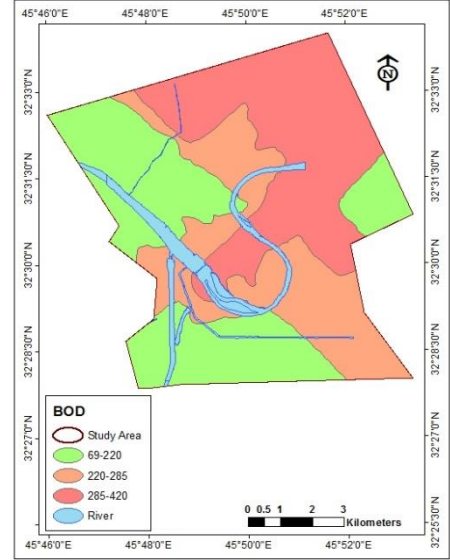 45°46'0"E 45°48'0"E 45°50'0"E 45°52'0"E
N
32°33'0"N 32°33'0"N
32°31'30"N 32°31'30"N
32°30'0"N 32°30'0"N
32°28'30"N 32°28'30"N
32°27'0"N 32°27'0"N
32°25'30"N 32°25'30"N
BOD
Study Area
69-220
220-285
285-420
River
0 0.5 1 2 3
Kilometers
45°46'0"E 45°48'0"E 45°50'0"E 45°52'0"E